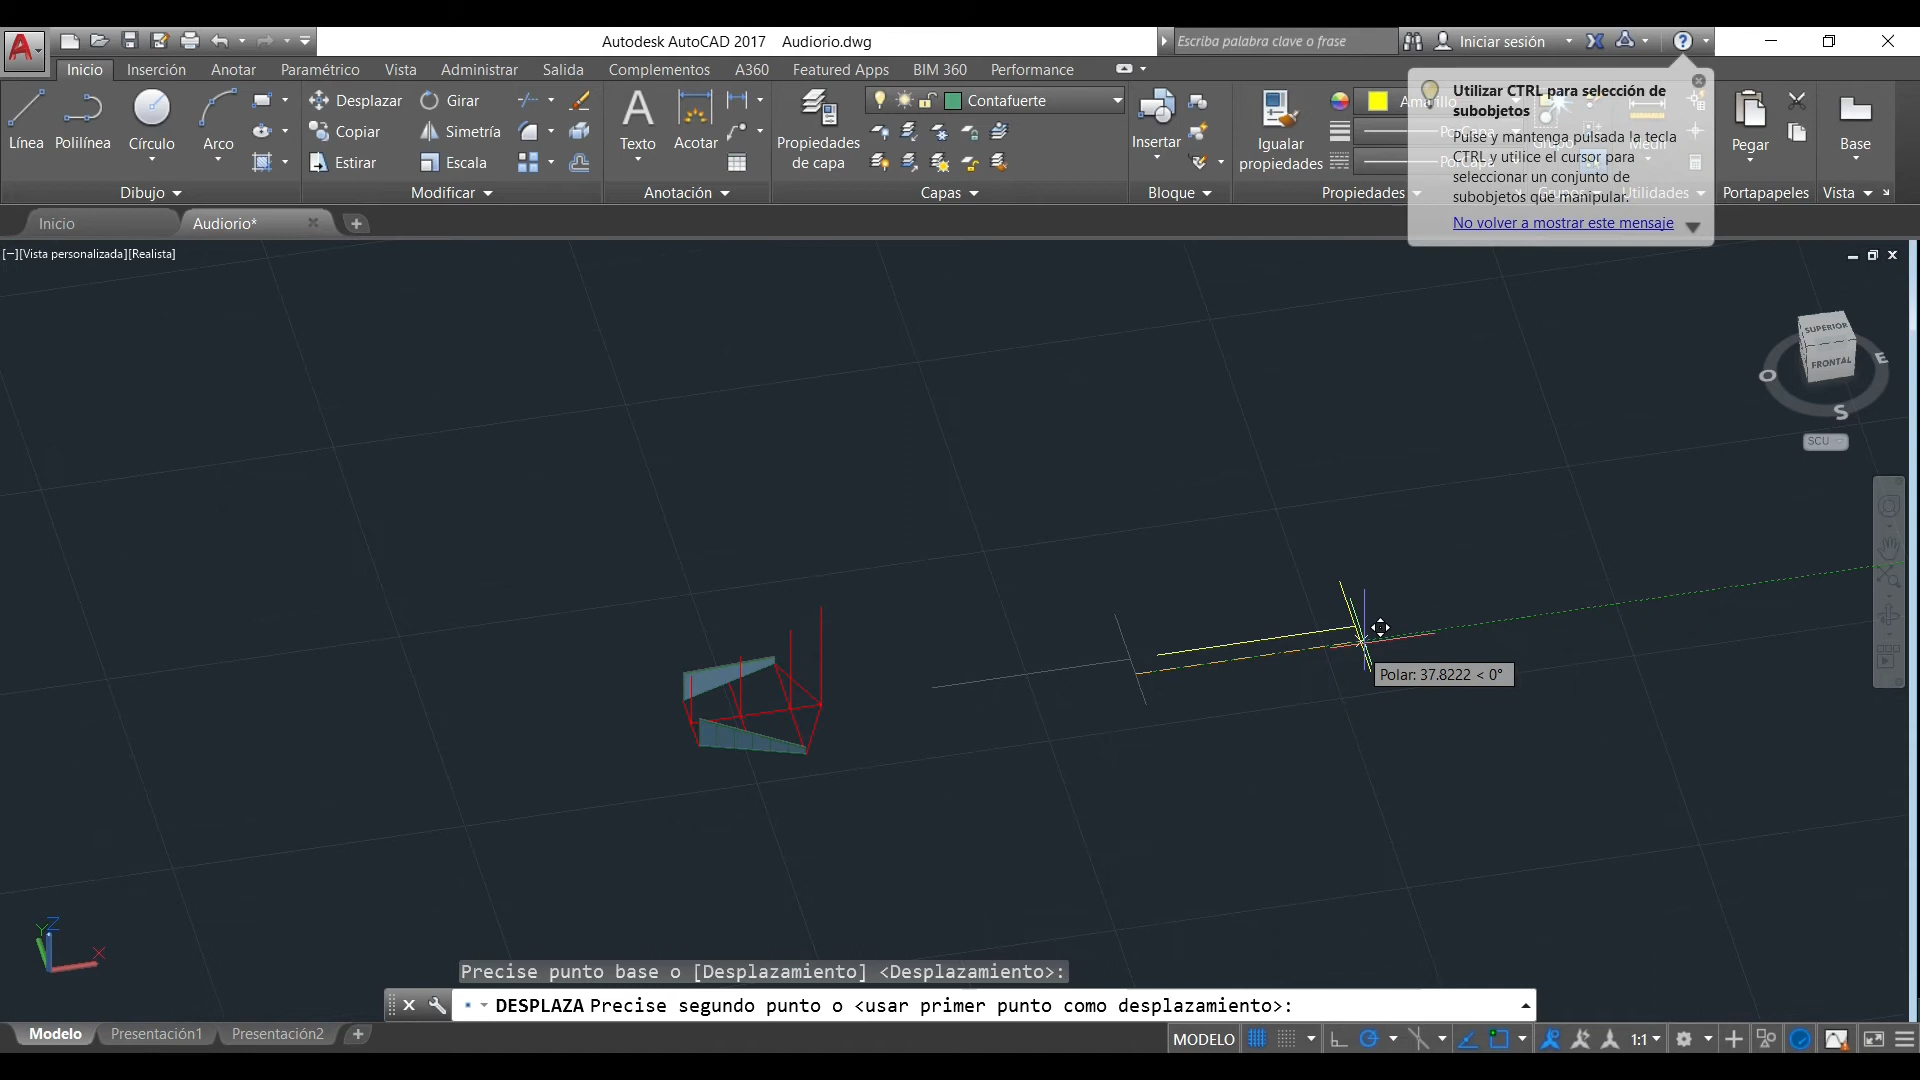 Autodesk AutoCAD 2017 Audiorio.dwg
Escriba palabra clave o frase
Iniciar sesión
Inicio Inserción Anotar Paramétrico Vista Administrar Salida Complementos A360 Featured Apps BIM 360 Performance
Línea Polilínea Círculo Arco
Desplazar Girar
Copiar Simetría
Estirar Escala
Texto Acotar
Propiedades
de capa
Contafuerte
Insertar
Igualar
propiedades
PorCapa
PorCapa
Grupo
Medir
Pegar
Base
Dibujo Modificar Anotación Capas Bloque Propiedades Grupos Utilidades Portapapeles Vista
Utilizar CTRL para selección de
subobjetos
Pulse y mantenga pulsada la tecla
CTRL y utilice el cursor para
seleccionar un conjunto de
subobjetos que manipular.
No volver a mostrar este mensaje
Inicio Audiorio*
[−][Vista personalizada][Realista]
SUPERIOR
FRONTAL
E
O
S
SCU
Polar: 37.8222 < 0°
Y Z
X
Precise punto base o [Desplazamiento] <Desplazamiento>:
DESPLAZA Precise segundo punto o <usar primer punto como desplazamiento>:
Modelo Presentación1 Presentación2
MODELO 1:1